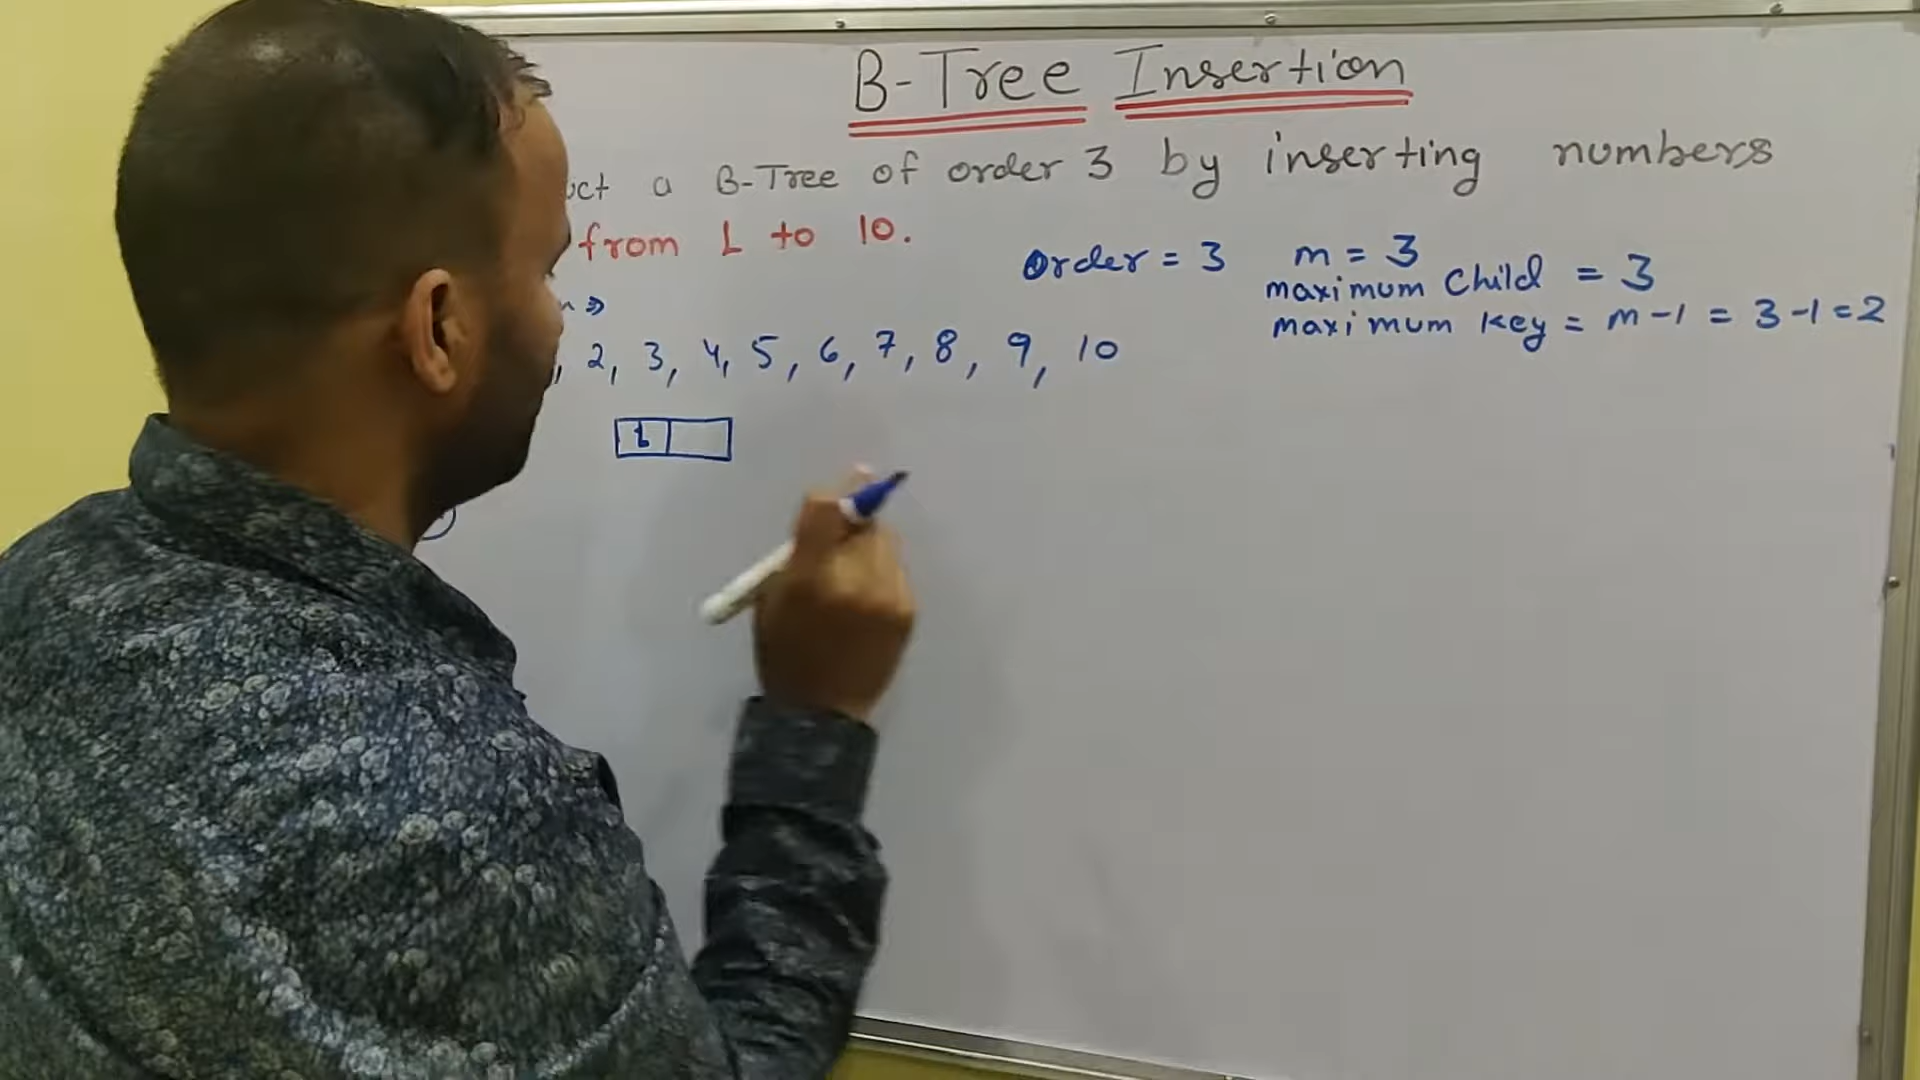 B-Tree Insertion
uct a B-Tree of order 3 by inserting numbers
from 1 to 10.
order = 3 m = 3
maximum child = 3
maximum key = m-1 = 3-1=2
, 2, 3, 4, 5, 6, 7, 8, 9, 10
1